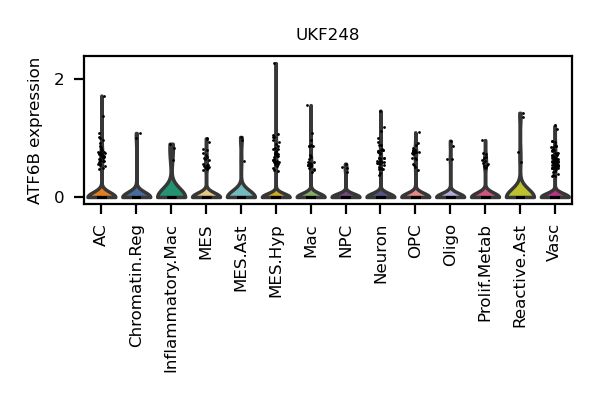 UKF248
ATF6B expression
2
0
AC
Chromatin.Reg
Inflammatory.Mac
MES
MES.Ast
MES.Hyp
Mac
NPC
Neuron
OPC
Oligo
Prolif.Metab
Reactive.Ast
Vasc